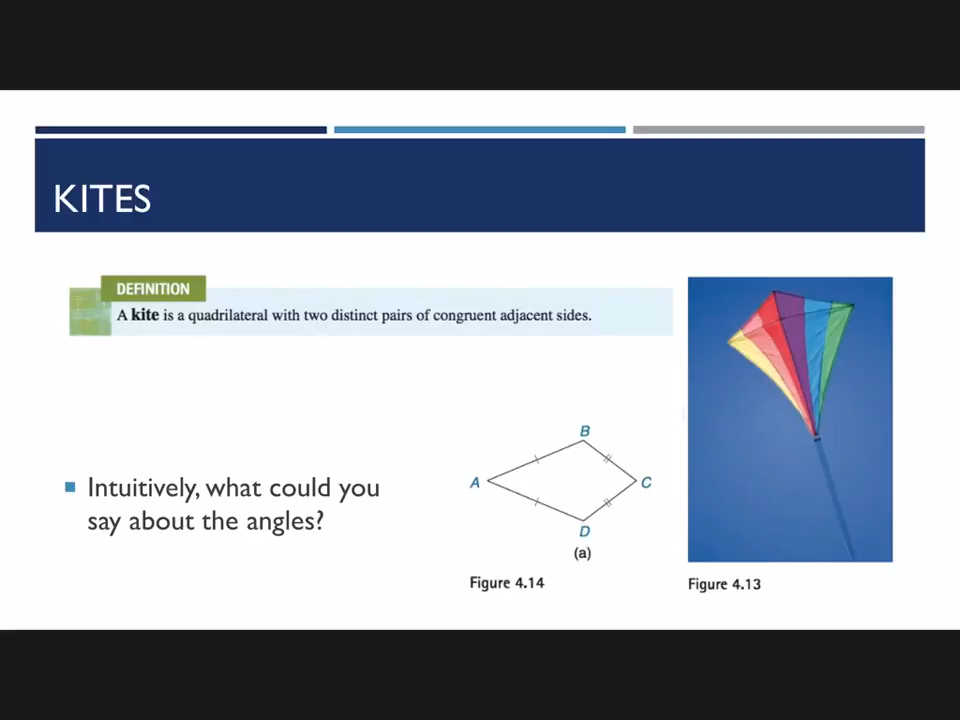 KITES
DEFINITION
A kite is a quadrilateral with two distinct pairs of congruent adjacent sides.
Intuitively, what could you
say about the angles?
B
A
C
D
(a)
Figure 4.14
Figure 4.13